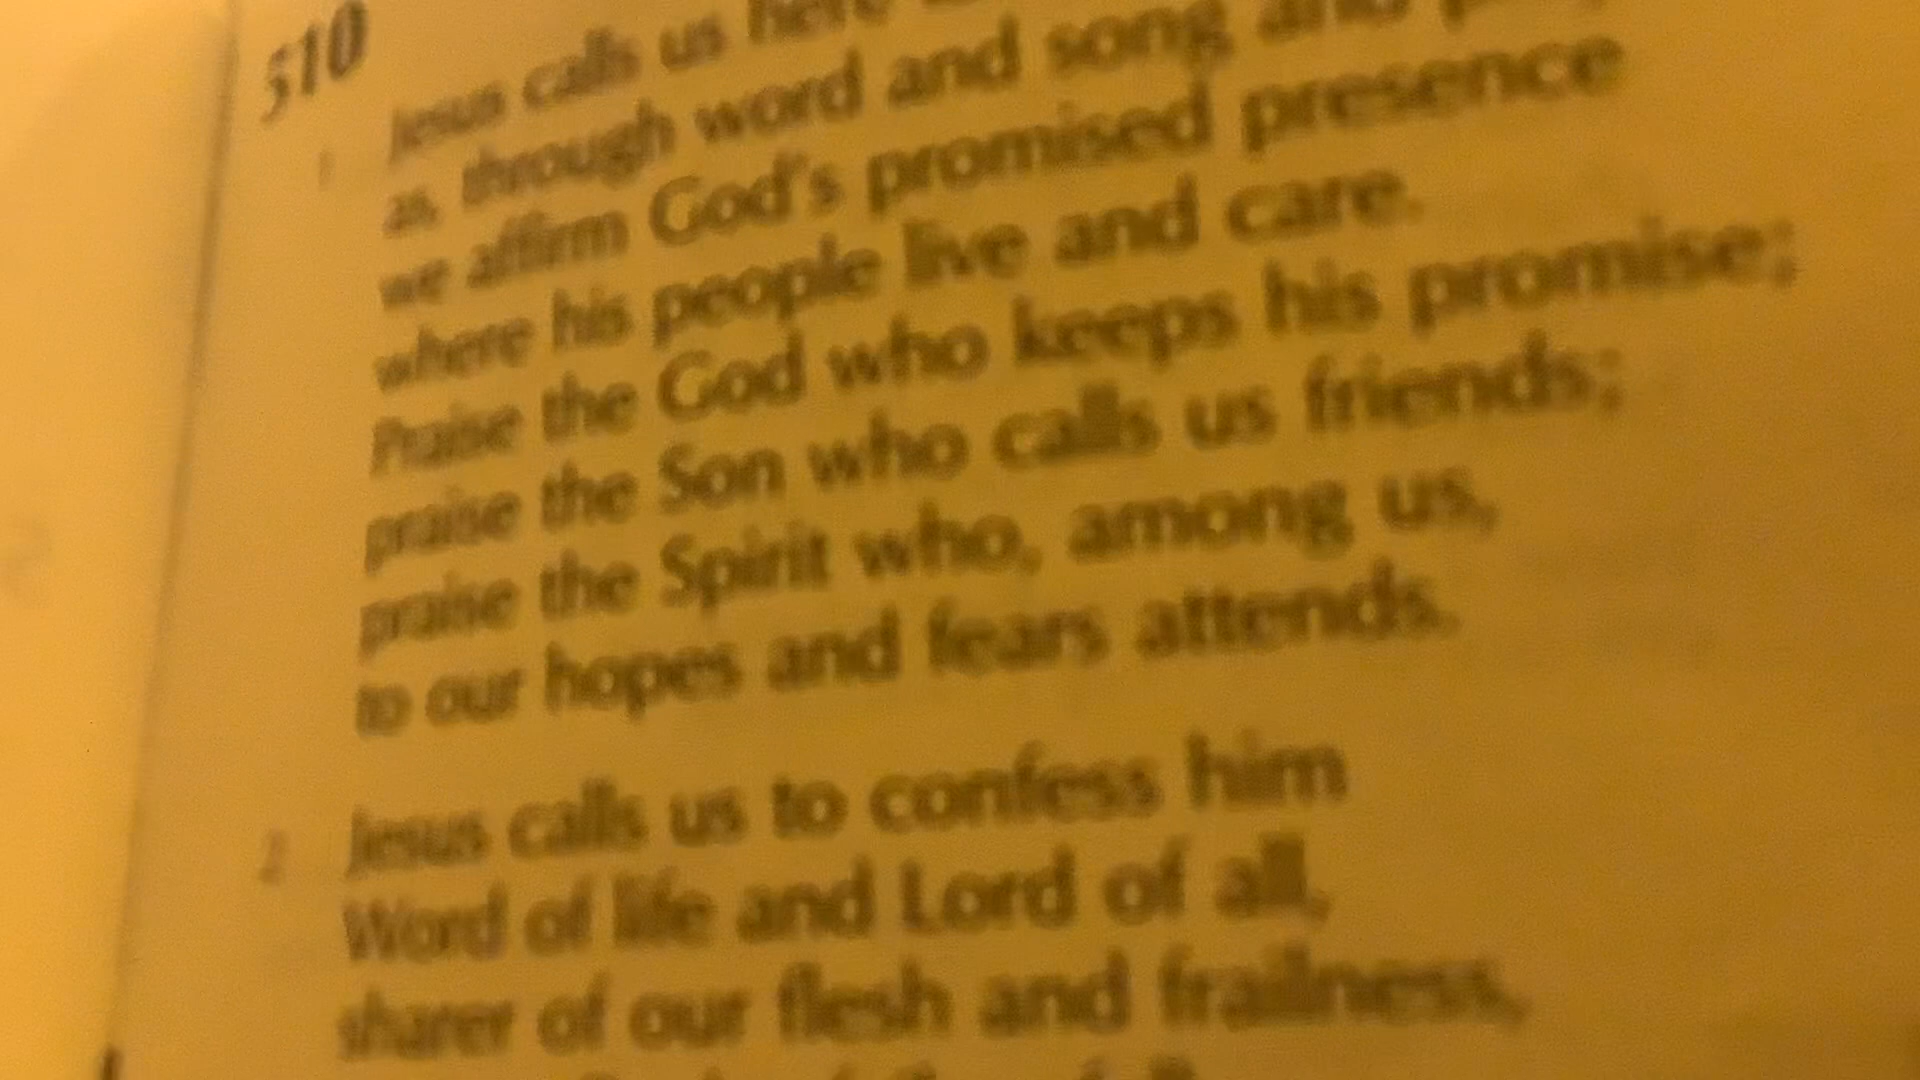 510
1 Jesus calls us here
as, through word and song and
we affirm God's promised presence
where his people live and care.
Praise the God who keeps his promise;
praise the Son who calls us friends;
praise the Spirit who, among us,
to our hopes and fears attends.
2 Jesus calls us to confess him
Word of life and Lord of all,
sharer of our flesh and frailness,